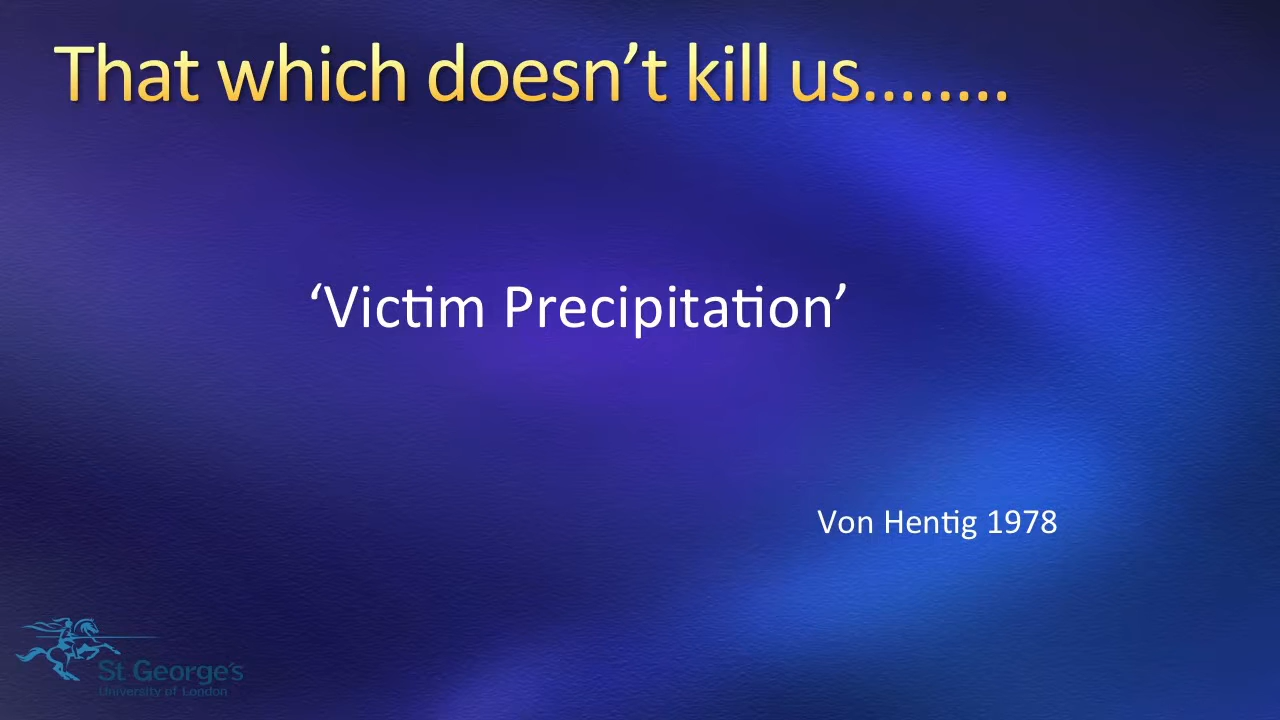 That which doesn’t kill us........
‘Victim Precipitation’
Von Hentig 1978
St George’s
University of London